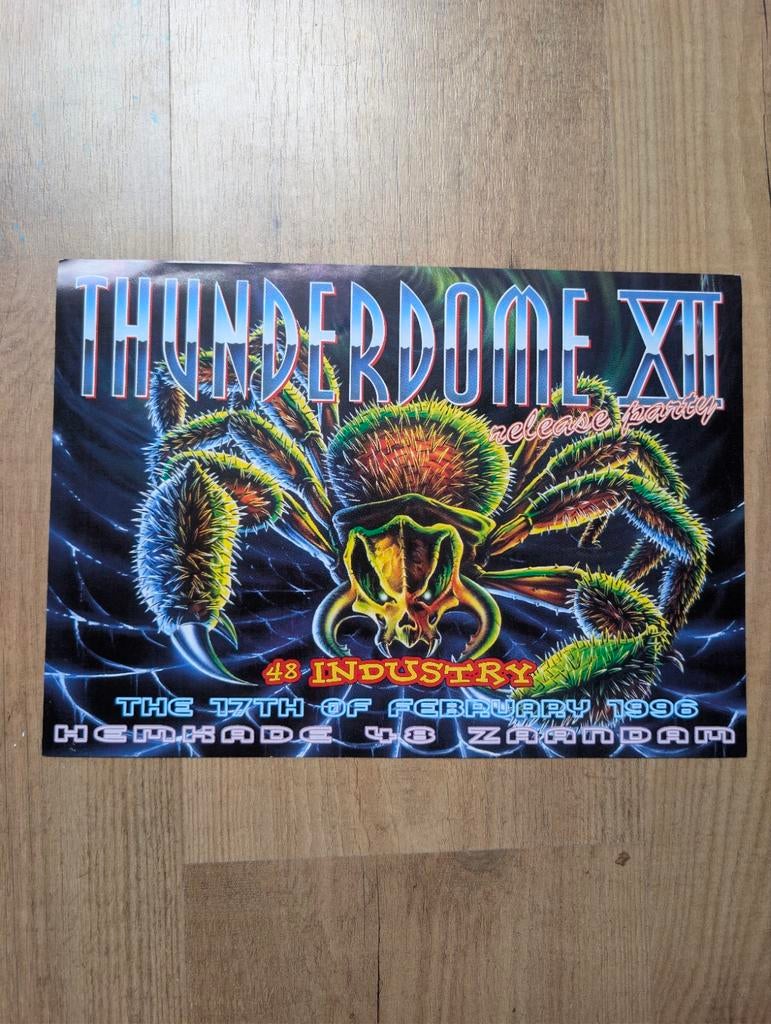 THUNDERDOME XII
release party
48 INDUSTRY
THE 17TH OF FEBRUARY 1996
HEMKADE 48 ZAANDAM